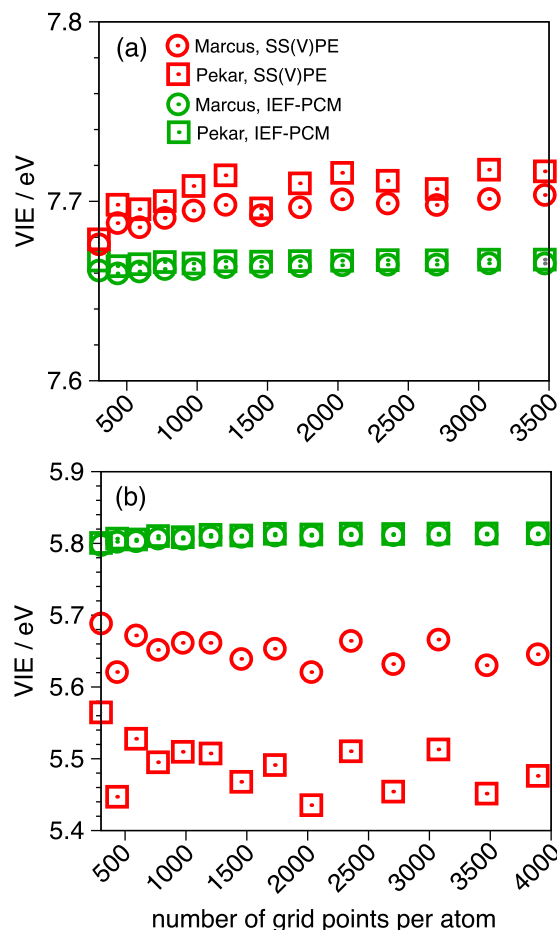 7.8
(a)
Marcus, SS(V)PE
Pekar, SS(V)PE
Marcus, IEF-PCM
Pekar, IEF-PCM
7.7
VIE / eV
7.6
500 1000 1500 2000 2500 3000 3500
5.9
(b)
5.8
5.7
VIE / eV
5.6
5.5
5.4
500 1000 1500 2000 2500 3000 3500 4000
number of grid points per atom